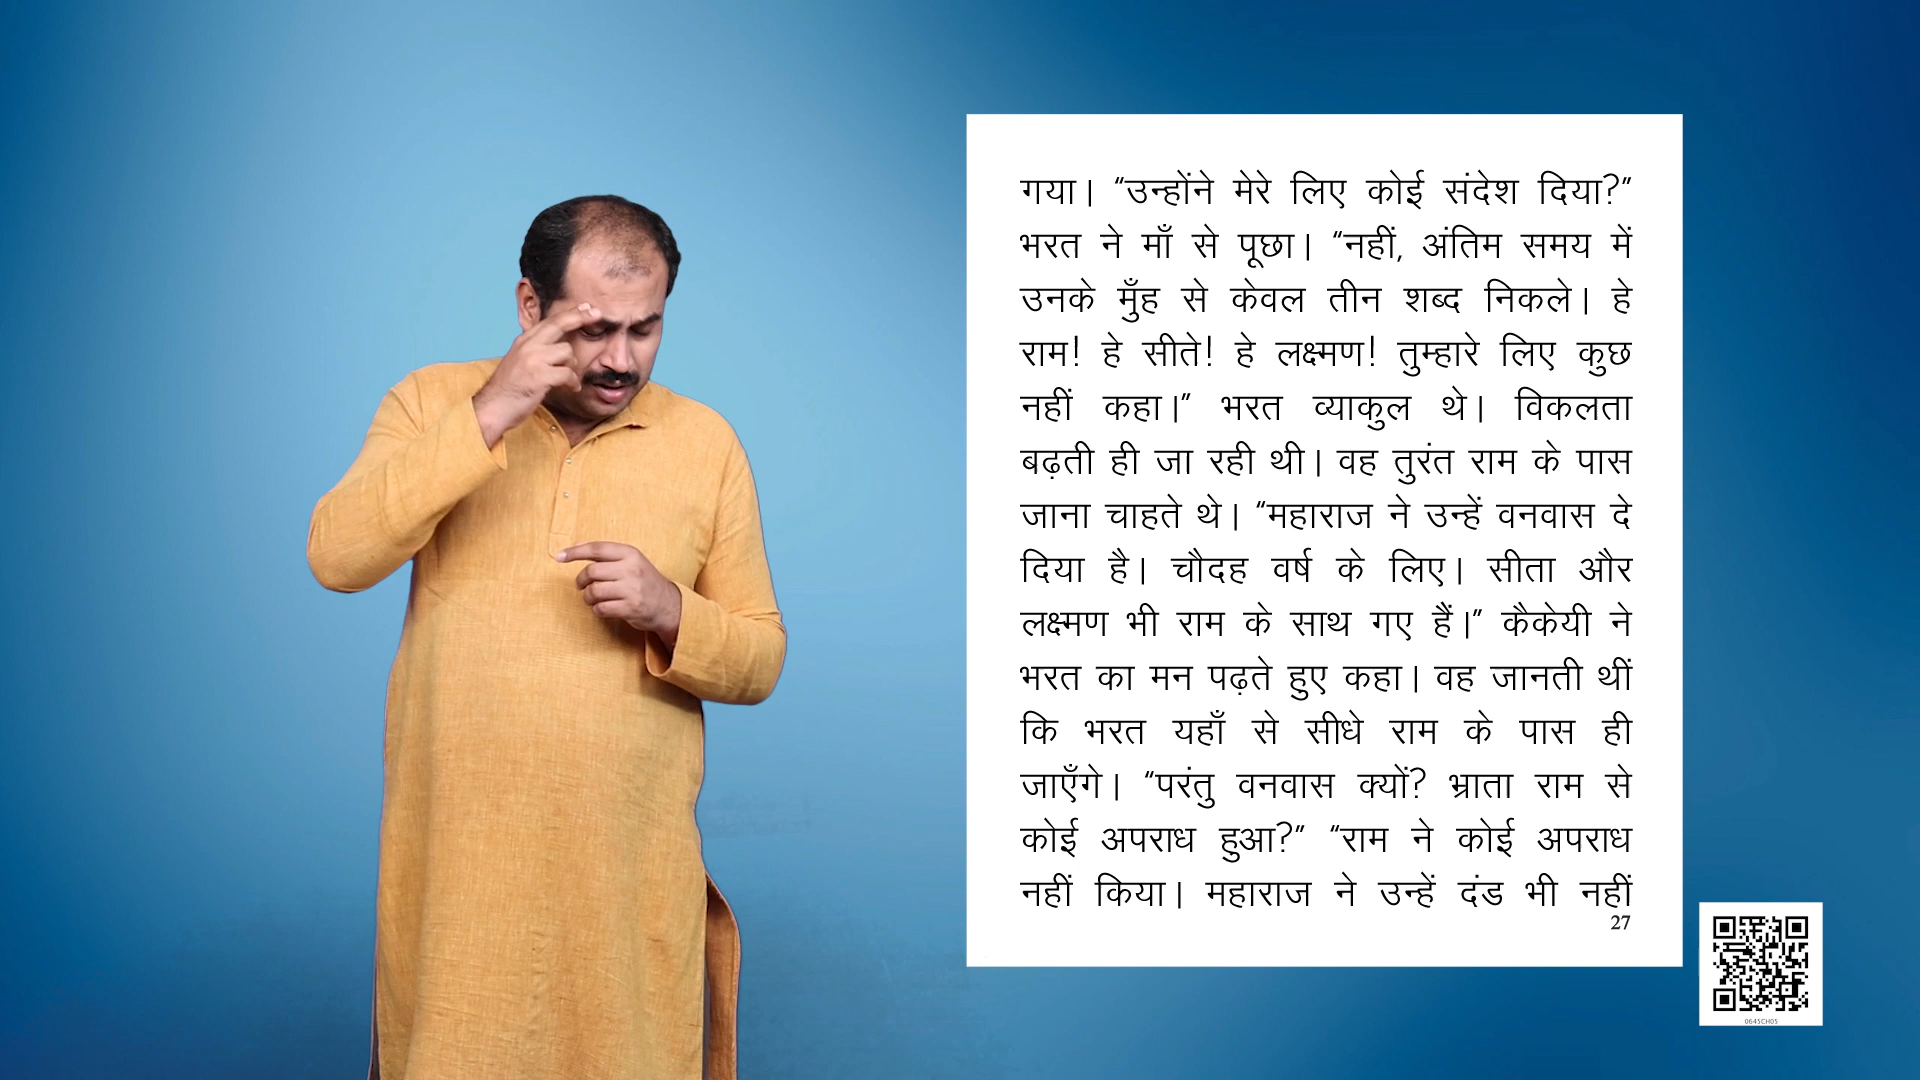 गया। “उन्होंने मेरे लिए कोई संदेश दिया?”
भरत ने माँ से पूछा। “नहीं, अंतिम समय में
उनके मुँह से केवल तीन शब्द निकले। हे
राम! हे सीते! हे लक्ष्मण! तुम्हारे लिए कुछ
नहीं कहा।” भरत व्याकुल थे। विकलता
बढ़ती ही जा रही थी। वह तुरंत राम के पास
जाना चाहते थे। “महाराज ने उन्हें वनवास दे
दिया है। चौदह वर्ष के लिए। सीता और
लक्ष्मण भी राम के साथ गए हैं।” कैकेयी ने
भरत का मन पढ़ते हुए कहा। वह जानती थीं
कि भरत यहाँ से सीधे राम के पास ही
जाएँगे। “परंतु वनवास क्यों? भ्राता राम से
कोई अपराध हुआ?” “राम ने कोई अपराध
नहीं किया। महाराज ने उन्हें दंड भी नहीं
27
0645CH05